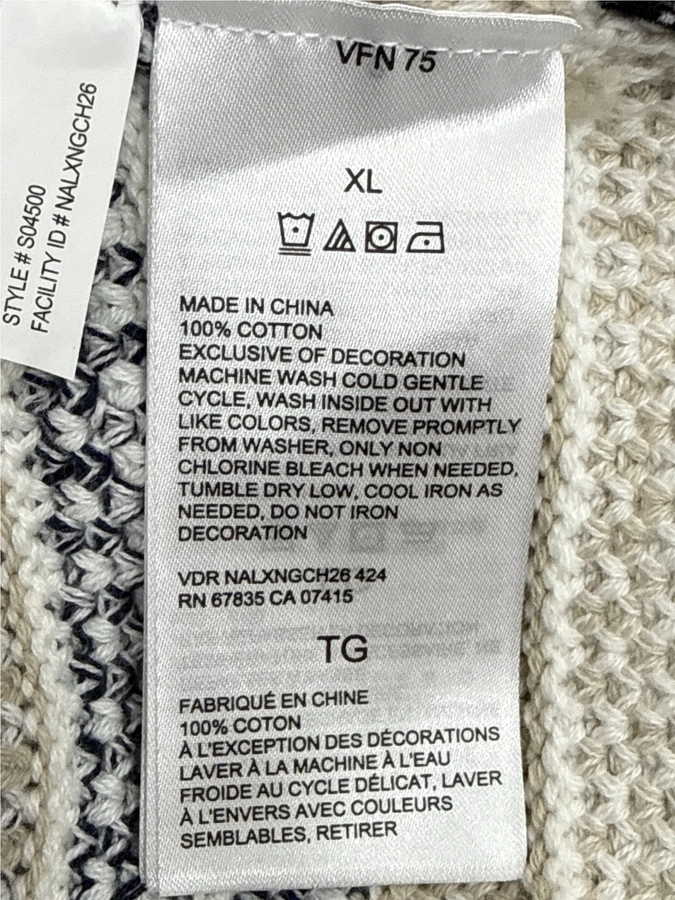 STYLE # S04500
FACILITY ID # NALXNGCH26
VFN 75
XL
MADE IN CHINA
100% COTTON
EXCLUSIVE OF DECORATION
MACHINE WASH COLD GENTLE
CYCLE, WASH INSIDE OUT WITH
LIKE COLORS, REMOVE PROMPTLY
FROM WASHER, ONLY NON
CHLORINE BLEACH WHEN NEEDED,
TUMBLE DRY LOW, COOL IRON AS
NEEDED, DO NOT IRON
DECORATION
VDR NALXNGCH26 424
RN 67835 CA 07415
TG
FABRIQUÉ EN CHINE
100% COTON
À L'EXCEPTION DES DÉCORATIONS
LAVER À LA MACHINE À L'EAU
FROIDE AU CYCLE DÉLICAT, LAVER
À L'ENVERS AVEC COULEURS
SEMBLABLES, RETIRER